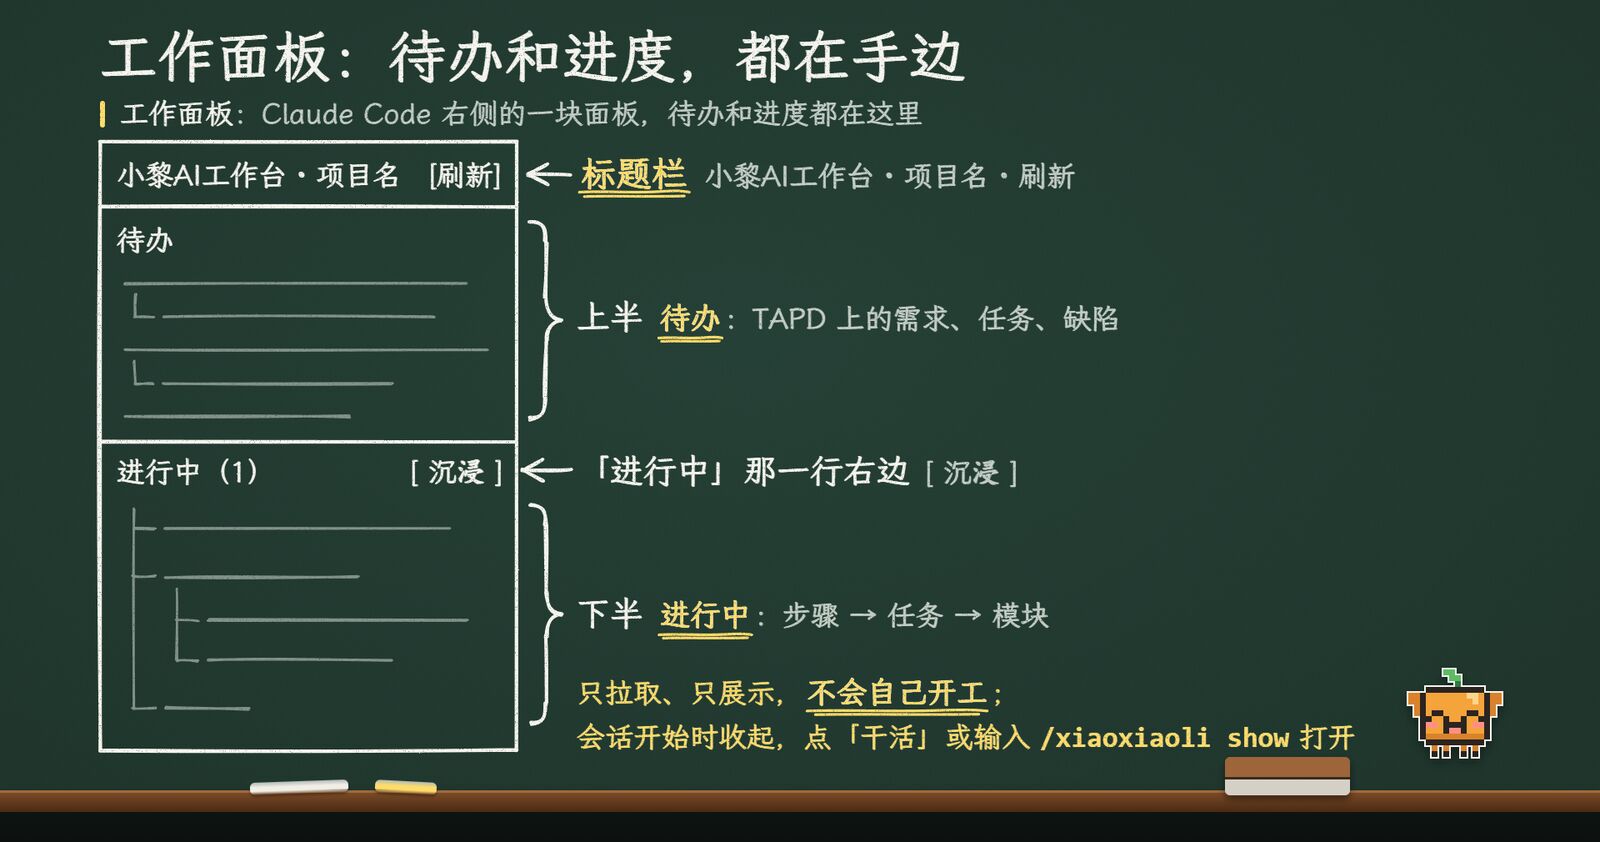 工作面板：待办和进度，都在手边
工作面板：Claude Code 右侧的一块面板，待办和进度都在这里
小黎AI工作台·项目名 [刷新]
标题栏 小黎AI工作台·项目名·刷新
待办
上半 待办：TAPD 上的需求、任务、缺陷
进行中（1） [ 沉浸 ]
「进行中」那一行右边 [ 沉浸 ]
下半 进行中：步骤 → 任务 → 模块
只拉取、只展示，不会自己开工；
会话开始时收起，点「干活」或输入 /xiaoxiaoli show 打开